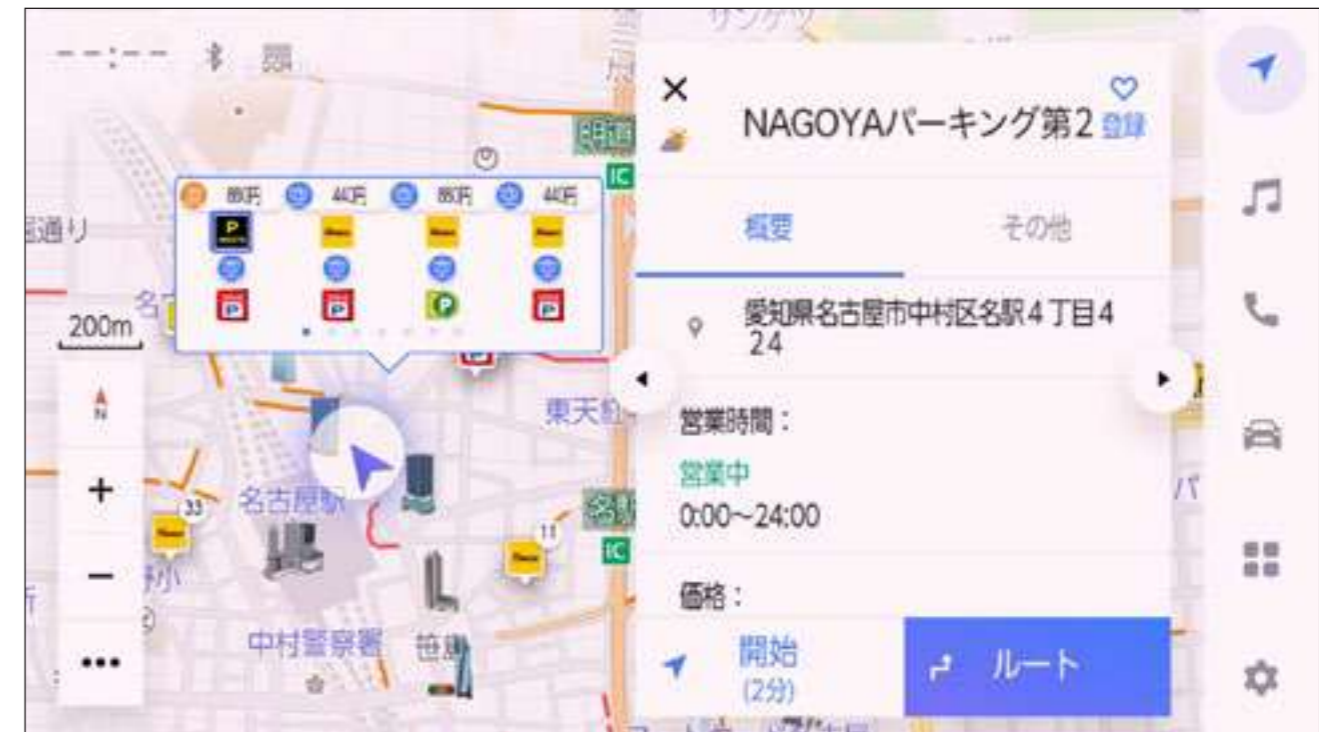 --:--
NAGOYAパーキング第2
登録
概要
その他
愛知県名古屋市中村区名駅4丁目4
24
営業時間：
営業中
0:00～24:00
価格：
開始
(2分)
ルート
880円
440円
880円
440円
通り
200m
N
IC
東天紅
名古屋駅
33
11
IC
中村警察署
笹島